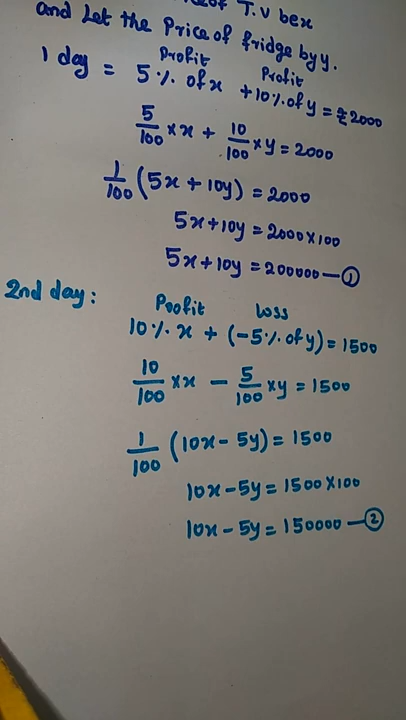 of T.V be x
and Let the Price of fridge by y.
Profit Profit
1 day = 5% of x + 10% of y = ₹2000
5/100 × x + 10/100 × y = 2000
1/100 (5x + 10y) = 2000
5x + 10y = 2000 × 100
5x + 10y = 200000 — ①
2nd day: Profit Loss
10% x + (-5% of y) = 1500
10/100 × x - 5/100 × y = 1500
1/100 (10x - 5y) = 1500
10x - 5y = 1500 × 100
10x - 5y = 150000 — ②